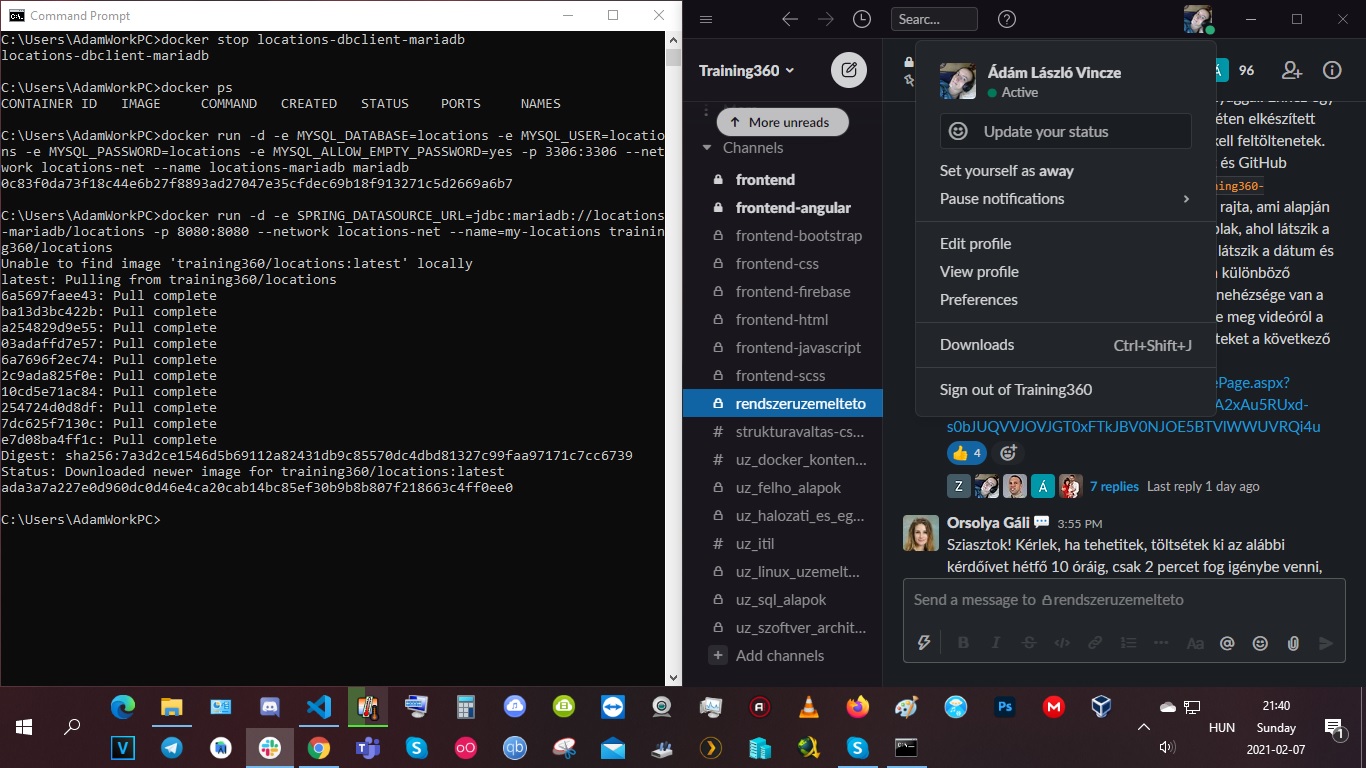 Command Prompt
C:\Users\AdamWorkPC>docker stop locations-dbclient-mariadb
locations-dbclient-mariadb
C:\Users\AdamWorkPC>docker ps
CONTAINER ID   IMAGE     COMMAND   CREATED   STATUS    PORTS     NAMES
C:\Users\AdamWorkPC>docker run -d -e MYSQL_DATABASE=locations -e MYSQL_USER=locatio
ns -e MYSQL_PASSWORD=locations -e MYSQL_ALLOW_EMPTY_PASSWORD=yes -p 3306:3306 --net
work locations-net --name locations-mariadb mariadb
0c83f0da73f18c44e6b27f8893ad27047e35cfdec69b18f913271c5d2669a6b7
C:\Users\AdamWorkPC>docker run -d -e SPRING_DATASOURCE_URL=jdbc:mariadb://locations
-mariadb/locations -p 8080:8080 --network locations-net --name=my-locations trainin
g360/locations
Unable to find image 'training360/locations:latest' locally
latest: Pulling from training360/locations
6a5697faee43: Pull complete
ba13d3bc422b: Pull complete
a254829d9e55: Pull complete
03adaffd7e57: Pull complete
6a7696f2ec74: Pull complete
2c9ada825f0e: Pull complete
10cd5e71ac84: Pull complete
254724d0d8df: Pull complete
7dc625f7130c: Pull complete
e7d08ba4ff1c: Pull complete
Digest: sha256:7a3d2ce1546d5b69112a82431db9c85570dc4dbd81327c99faa97171c7cc6739
Status: Downloaded newer image for training360/locations:latest
ada3a7a227e0d960dc0d46e4ca20cab14bc85ef30b9b8b807f218663c4ff0ee0
C:\Users\AdamWorkPC>
Searc...
Training360
More unreads
Channels
frontend
frontend-angular
frontend-bootstrap
frontend-css
frontend-firebase
frontend-html
frontend-javascript
frontend-scss
rendszeruzemelteto
# strukturavaltas-cs...
# uz_docker_konten...
uz_felho_alapok
uz_halozati_es_eg...
# uz_itil
uz_linux_uzemelt...
uz_sql_alapok
uz_szoftver_archit...
+ Add channels
Á 96
Ádám László Vincze
Active
Update your status
Set yourself as away
Pause notifications
Edit profile
View profile
Preferences
Downloads Ctrl+Shift+J
Sign out of Training360
éten elkészített
kell feltöltenetek.
és GitHub
ning360-
rajta, ami alapján
blak, ahol látszik a
látszik a dátum és
különböző
nehézsége van a
e meg videóról a
teket a következő
ePage.aspx?
A2xAu5RUxd-
s0bJUQVVJOVJGT0xFTkJBV0NJOE5BTVlWWUVRQi4u
4
Z Á 7 replies Last reply 1 day ago
Orsolya Gáli 3:55 PM
Sziasztok! Kérlek, ha tehetitek, töltsétek ki az alábbi
kérdőívet hétfő 10 óráig, csak 2 percet fog igénybe venni,
Send a message to rendszeruzemelteto
B I S Aa @
Ps M
V qb S
HUN
21:40
Sunday
2021-02-07
1